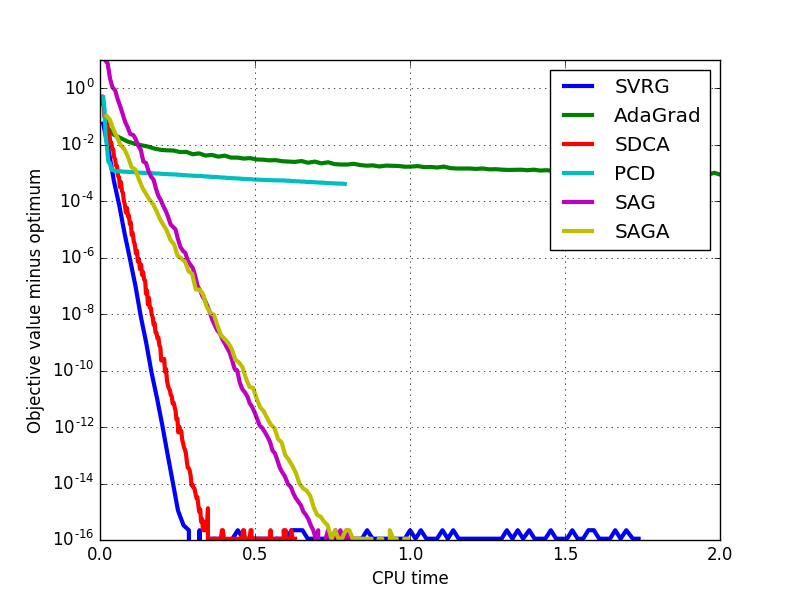 Objective value minus optimum
10^0
10^-2
10^-4
10^-6
10^-8
10^-10
10^-12
10^-14
10^-16
SVRG
AdaGrad
SDCA
PCD
SAG
SAGA
0.0 0.5 1.0 1.5 2.0
CPU time